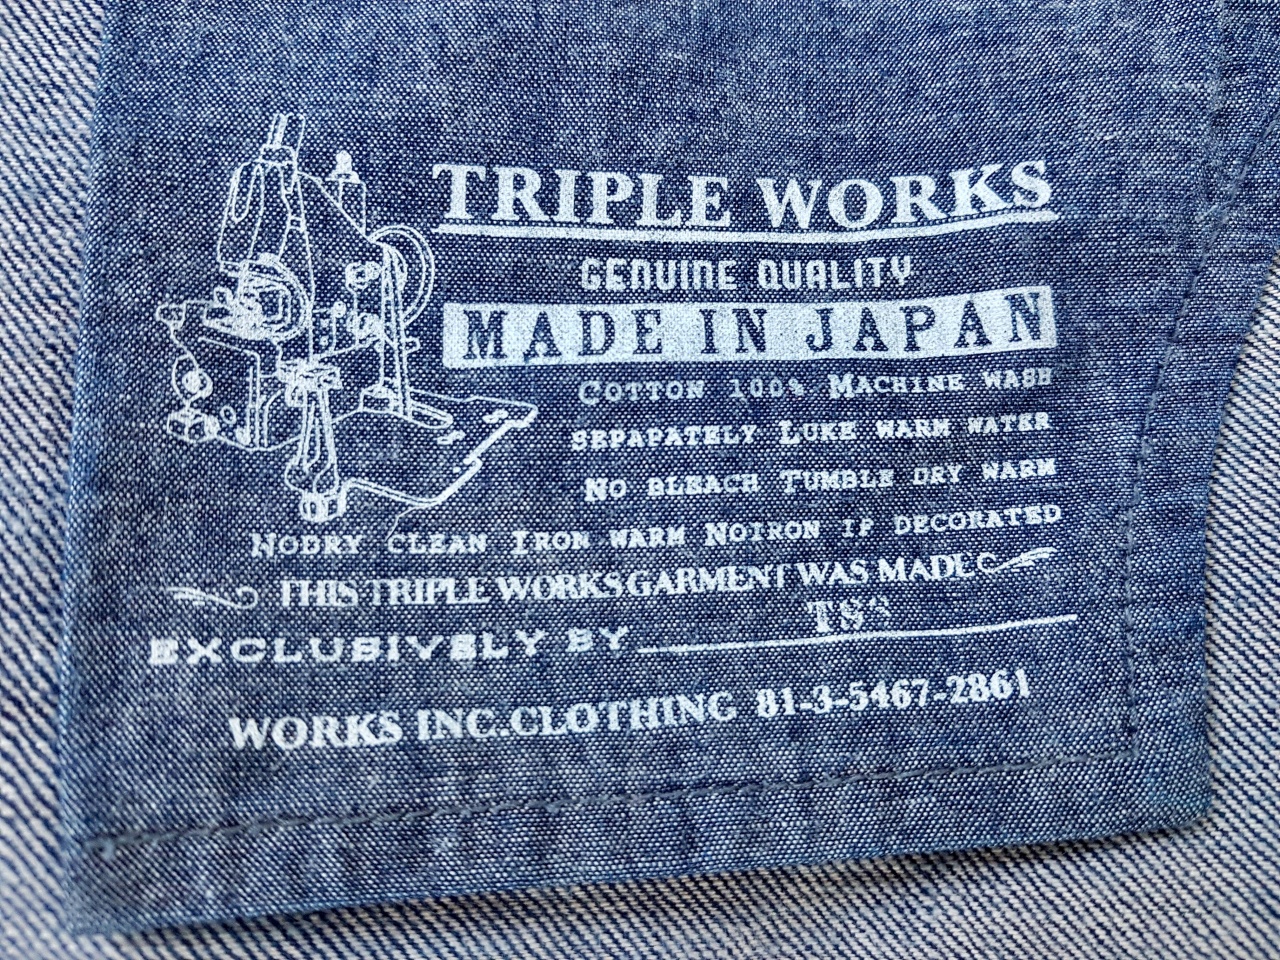 TRIPLE WORKS
GENUINE QUALITY
MADE IN JAPAN
COTTON 100% MACHINE WASH
SEPAPATELY LUKE WARM WATER
NO BLEACH TUMBLE DRY WARM
NODRY CLEAN IRON WARM NOIRON IF DECORATED
THIS TRIPLE WORKS GARMENT WAS MADE
EXCLUSIVELY BY
WORKS INC.CLOTHING 81-3-5467-2861